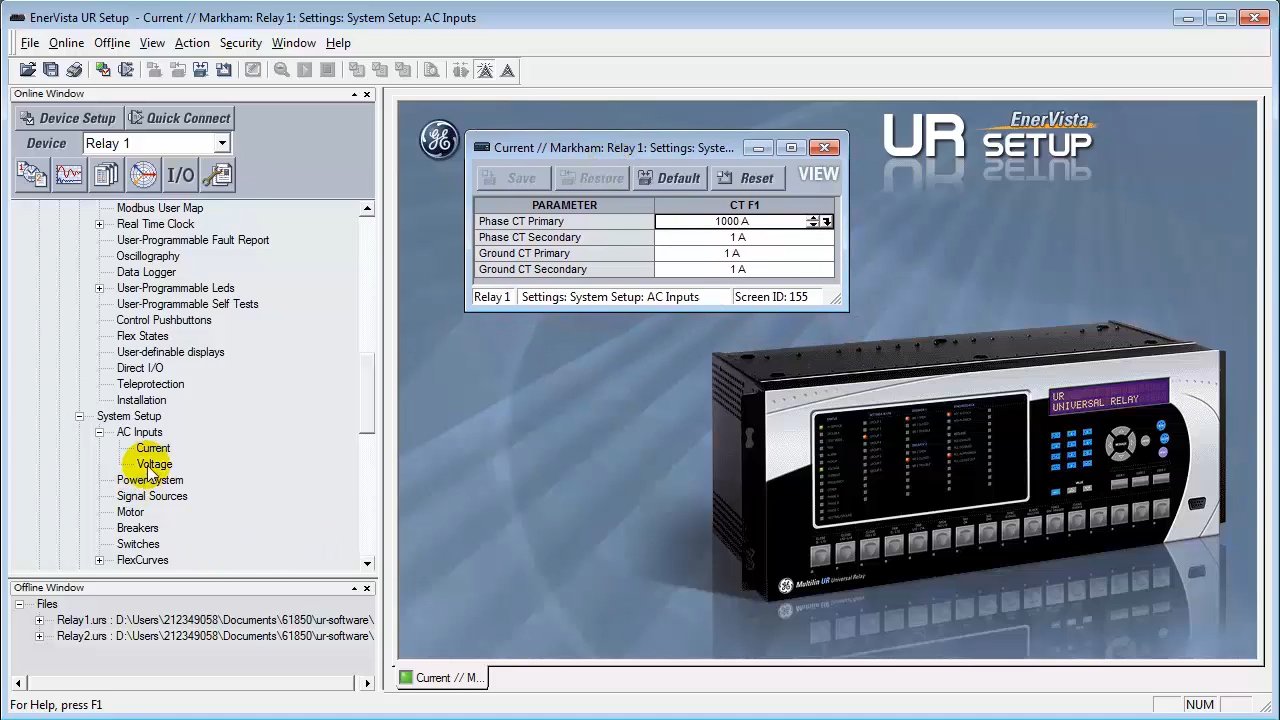 EnerVista UR Setup - Current // Markham: Relay 1: Settings: System Setup: AC Inputs
File Online Offline View Action Security Window Help
Online Window
Device Setup Quick Connect
Device Relay 1
I/O
Modbus User Map
Real Time Clock
User-Programmable Fault Report
Oscillography
Data Logger
User-Programmable Leds
User-Programmable Self Tests
Control Pushbuttons
Flex States
User-definable displays
Direct I/O
Teleprotection
Installation
System Setup
AC Inputs
Current
Voltage
Power System
Signal Sources
Motor
Breakers
Switches
FlexCurves
Offline Window
Files
Relay1.urs : D:\Users\212349058\Documents\61850\ur-software\
Relay2.urs : D:\Users\212349058\Documents\61850\ur-software\
EnerVista
UR SETUP
Current // Markham: Relay 1: Settings: Syste...
Save Restore Default Reset VIEW
PARAMETER CT F1
Phase CT Primary 1000 A
Phase CT Secondary 1 A
Ground CT Primary 1 A
Ground CT Secondary 1 A
Relay 1 Settings: System Setup: AC Inputs Screen ID: 155
UR
UNIVERSAL RELAY
Multilin UR Universal Relay
Current // M...
For Help, press F1
NUM